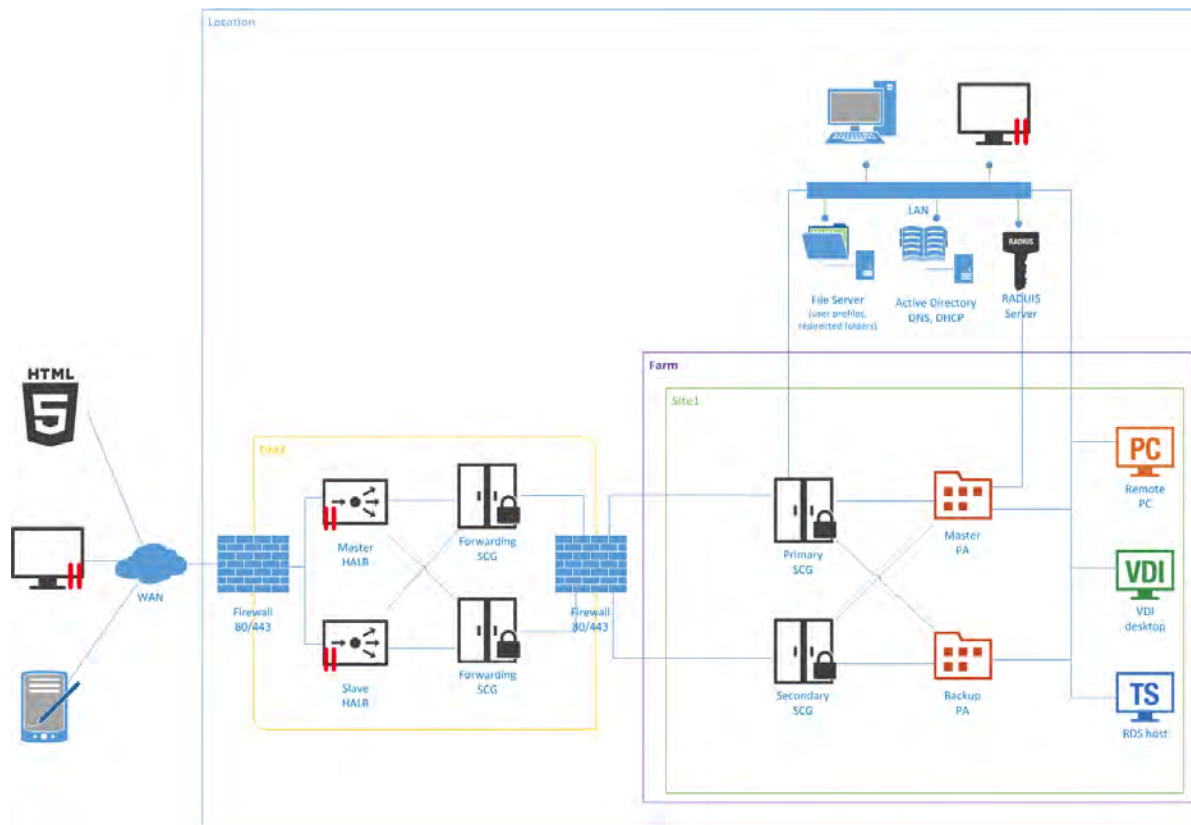 Location
LAN
RADIUS
File Server
(user profiles,
redirected folders)
Active Directory
DNS, DHCP
RADUIS
Server
Farm
Site1
HTML
5
WAN
DMZ
Firewall
80/443
Master
HALB
Slave
HALB
Forwarding
SCG
Forwarding
SCG
Firewall
80/443
Primary
SCG
Secondary
SCG
Master
PA
Backup
PA
PC
Remote
PC
VDI
VDI
desktop
TS
RDS host